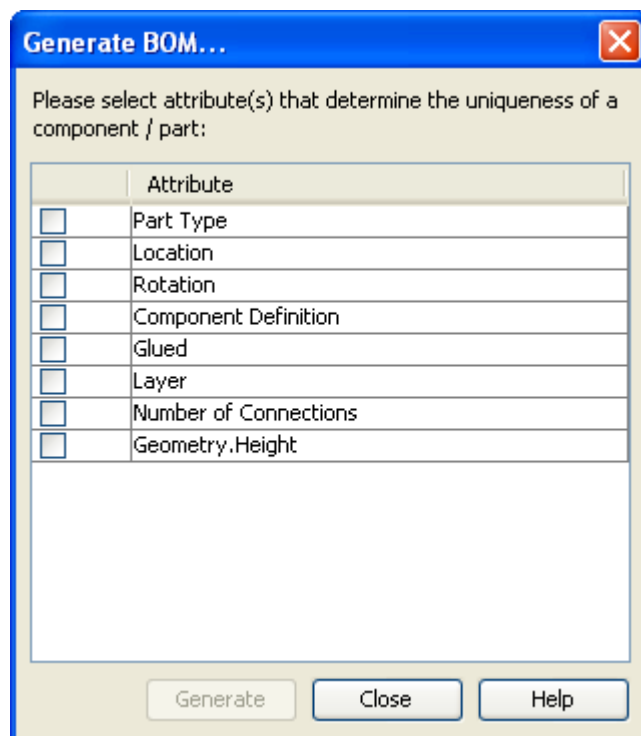 Generate BOM...
Please select attribute(s) that determine the uniqueness of a
component / part:
Attribute
Part Type
Location
Rotation
Component Definition
Glued
Layer
Number of Connections
Geometry.Height
Generate Close Help